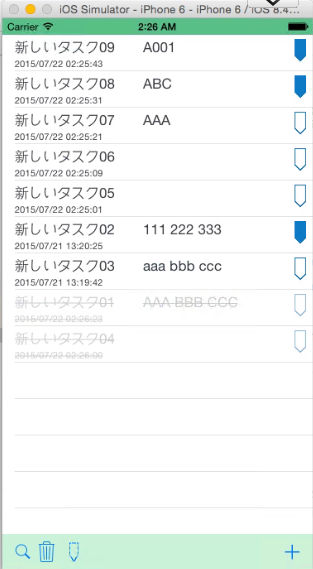 iOS Simulator - iPhone 6 - iPhone 6 / iOS 8.4...
Carrier 2:26 AM
新しいタスク09 A001
2015/07/22 02:25:43
新しいタスク08 ABC
2015/07/22 02:25:31
新しいタスク07 AAA
2015/07/22 02:25:21
新しいタスク06
2015/07/22 02:25:09
新しいタスク05
2015/07/22 02:25:01
新しいタスク02 111 222 333
2015/07/21 13:20:25
新しいタスク03 aaa bbb ccc
2015/07/21 13:19:42
新しいタスク01 AAA BBB CCC
2015/07/22 02:26:23
新しいタスク04
2015/07/22 02:26:00